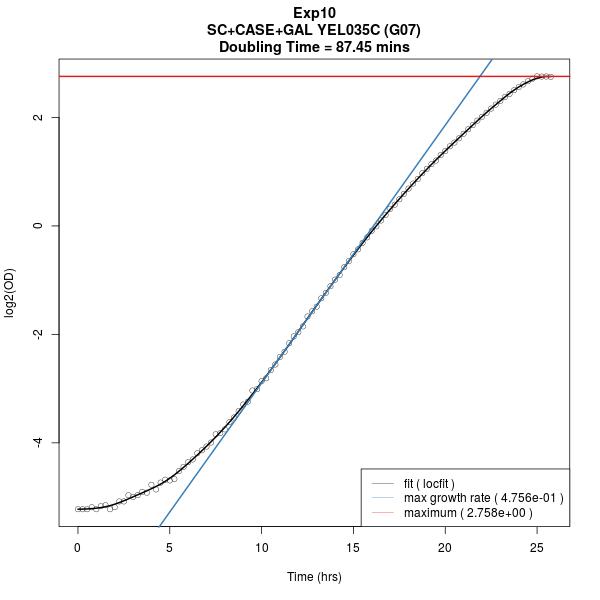 Exp10
SC+CASE+GAL YEL035C (G07)
Doubling Time = 87.45 mins
log2(OD)
2
0
-2
-4
fit ( locfit )
max growth rate ( 4.756e-01 )
maximum ( 2.758e+00 )
0 5 10 15 20 25
Time (hrs)